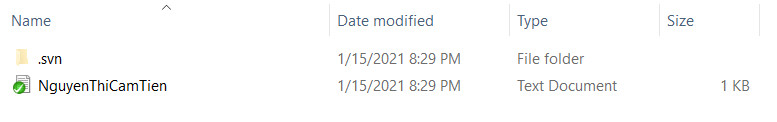 Name Date modified Type Size
.svn 1/15/2021 8:29 PM File folder
NguyenThiCamTien 1/15/2021 8:29 PM Text Document 1 KB